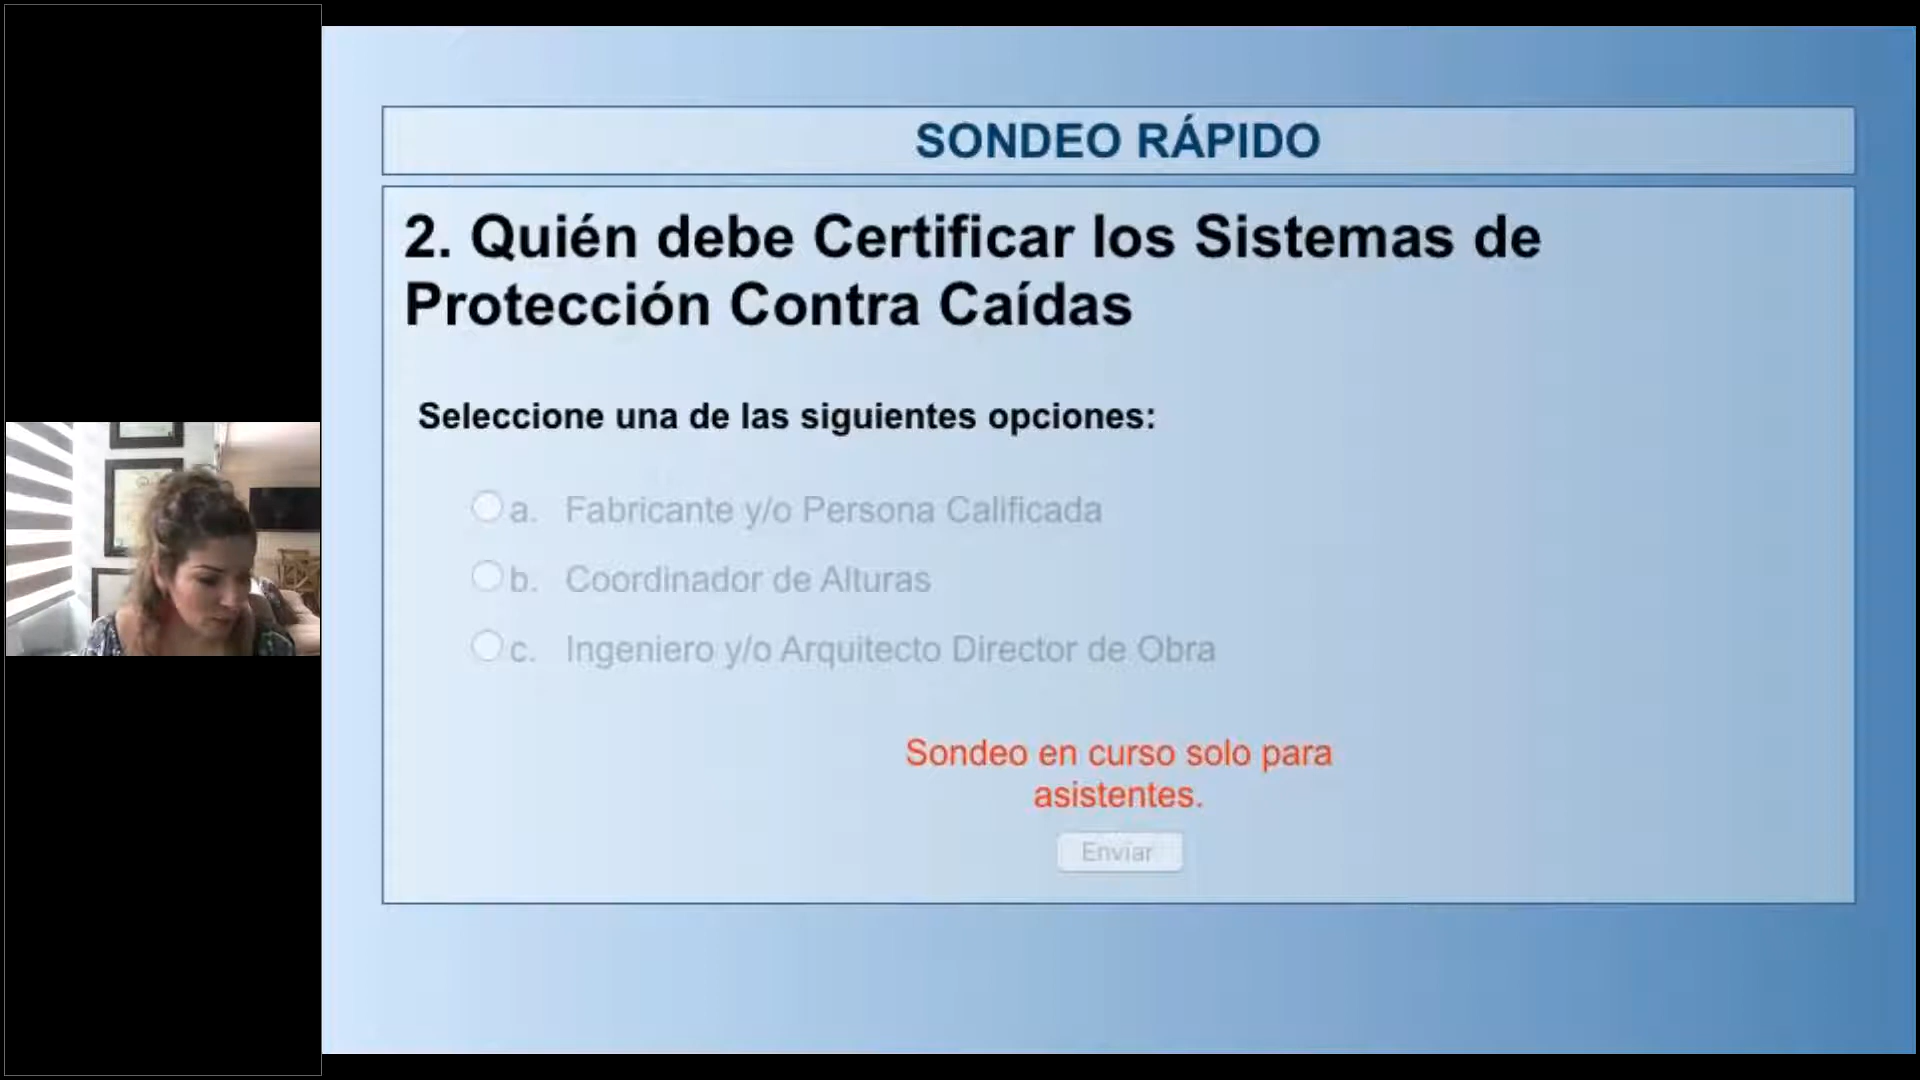 SONDEO RÁPIDO
2. Quién debe Certificar los Sistemas de
Protección Contra Caídas
Seleccione una de las siguientes opciones:
a. Fabricante y/o Persona Calificada
b. Coordinador de Alturas
c. Ingeniero y/o Arquitecto Director de Obra
Sondeo en curso solo para
asistentes.
Enviar